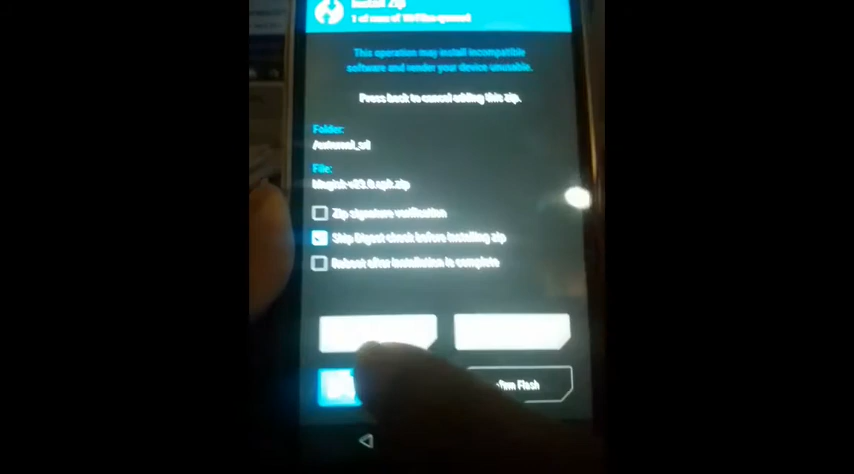 Install Zip
This operation may install incompatible
software and render your device unusable.
Press back to cancel adding this zip.
Folder:
File:
Zip signature verification
Skip Digest check before installing zip
Reboot after installation is complete
Flash